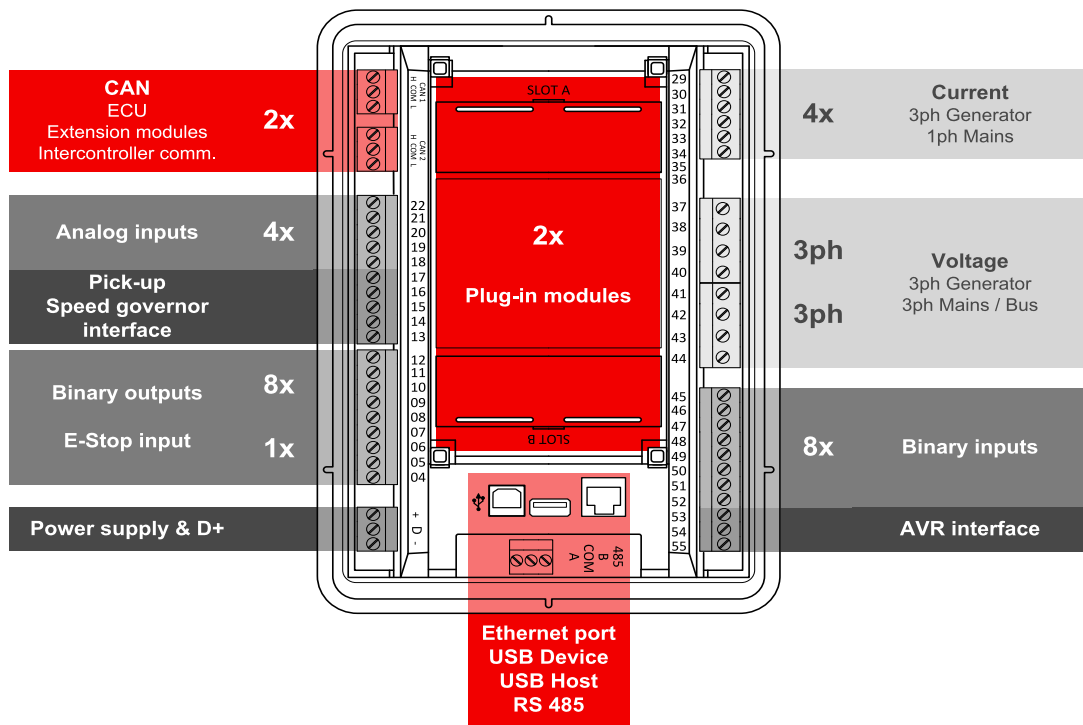 CAN
ECU
Extension modules
Intercontroller comm.
2x
Analog inputs
4x
Pick-up
Speed governor
interface
Binary outputs
8x
E-Stop input
1x
Power supply & D+
H COM L
CAN 1
H COM L
CAN 2
22
21
20
19
18
17
16
15
14
13
12
11
10
09
08
07
06
05
04
+
D
-
SLOT A
2x
Plug-in modules
SLOT B
485
B
COM
A
Ethernet port
USB Device
USB Host
RS 485
29
30
31
32
33
34
35
36
37
38
39
40
41
42
43
44
45
46
47
48
49
50
51
52
53
54
55
4x
Current
3ph Generator
1ph Mains
3ph
3ph
Voltage
3ph Generator
3ph Mains / Bus
8x
Binary inputs
AVR interface